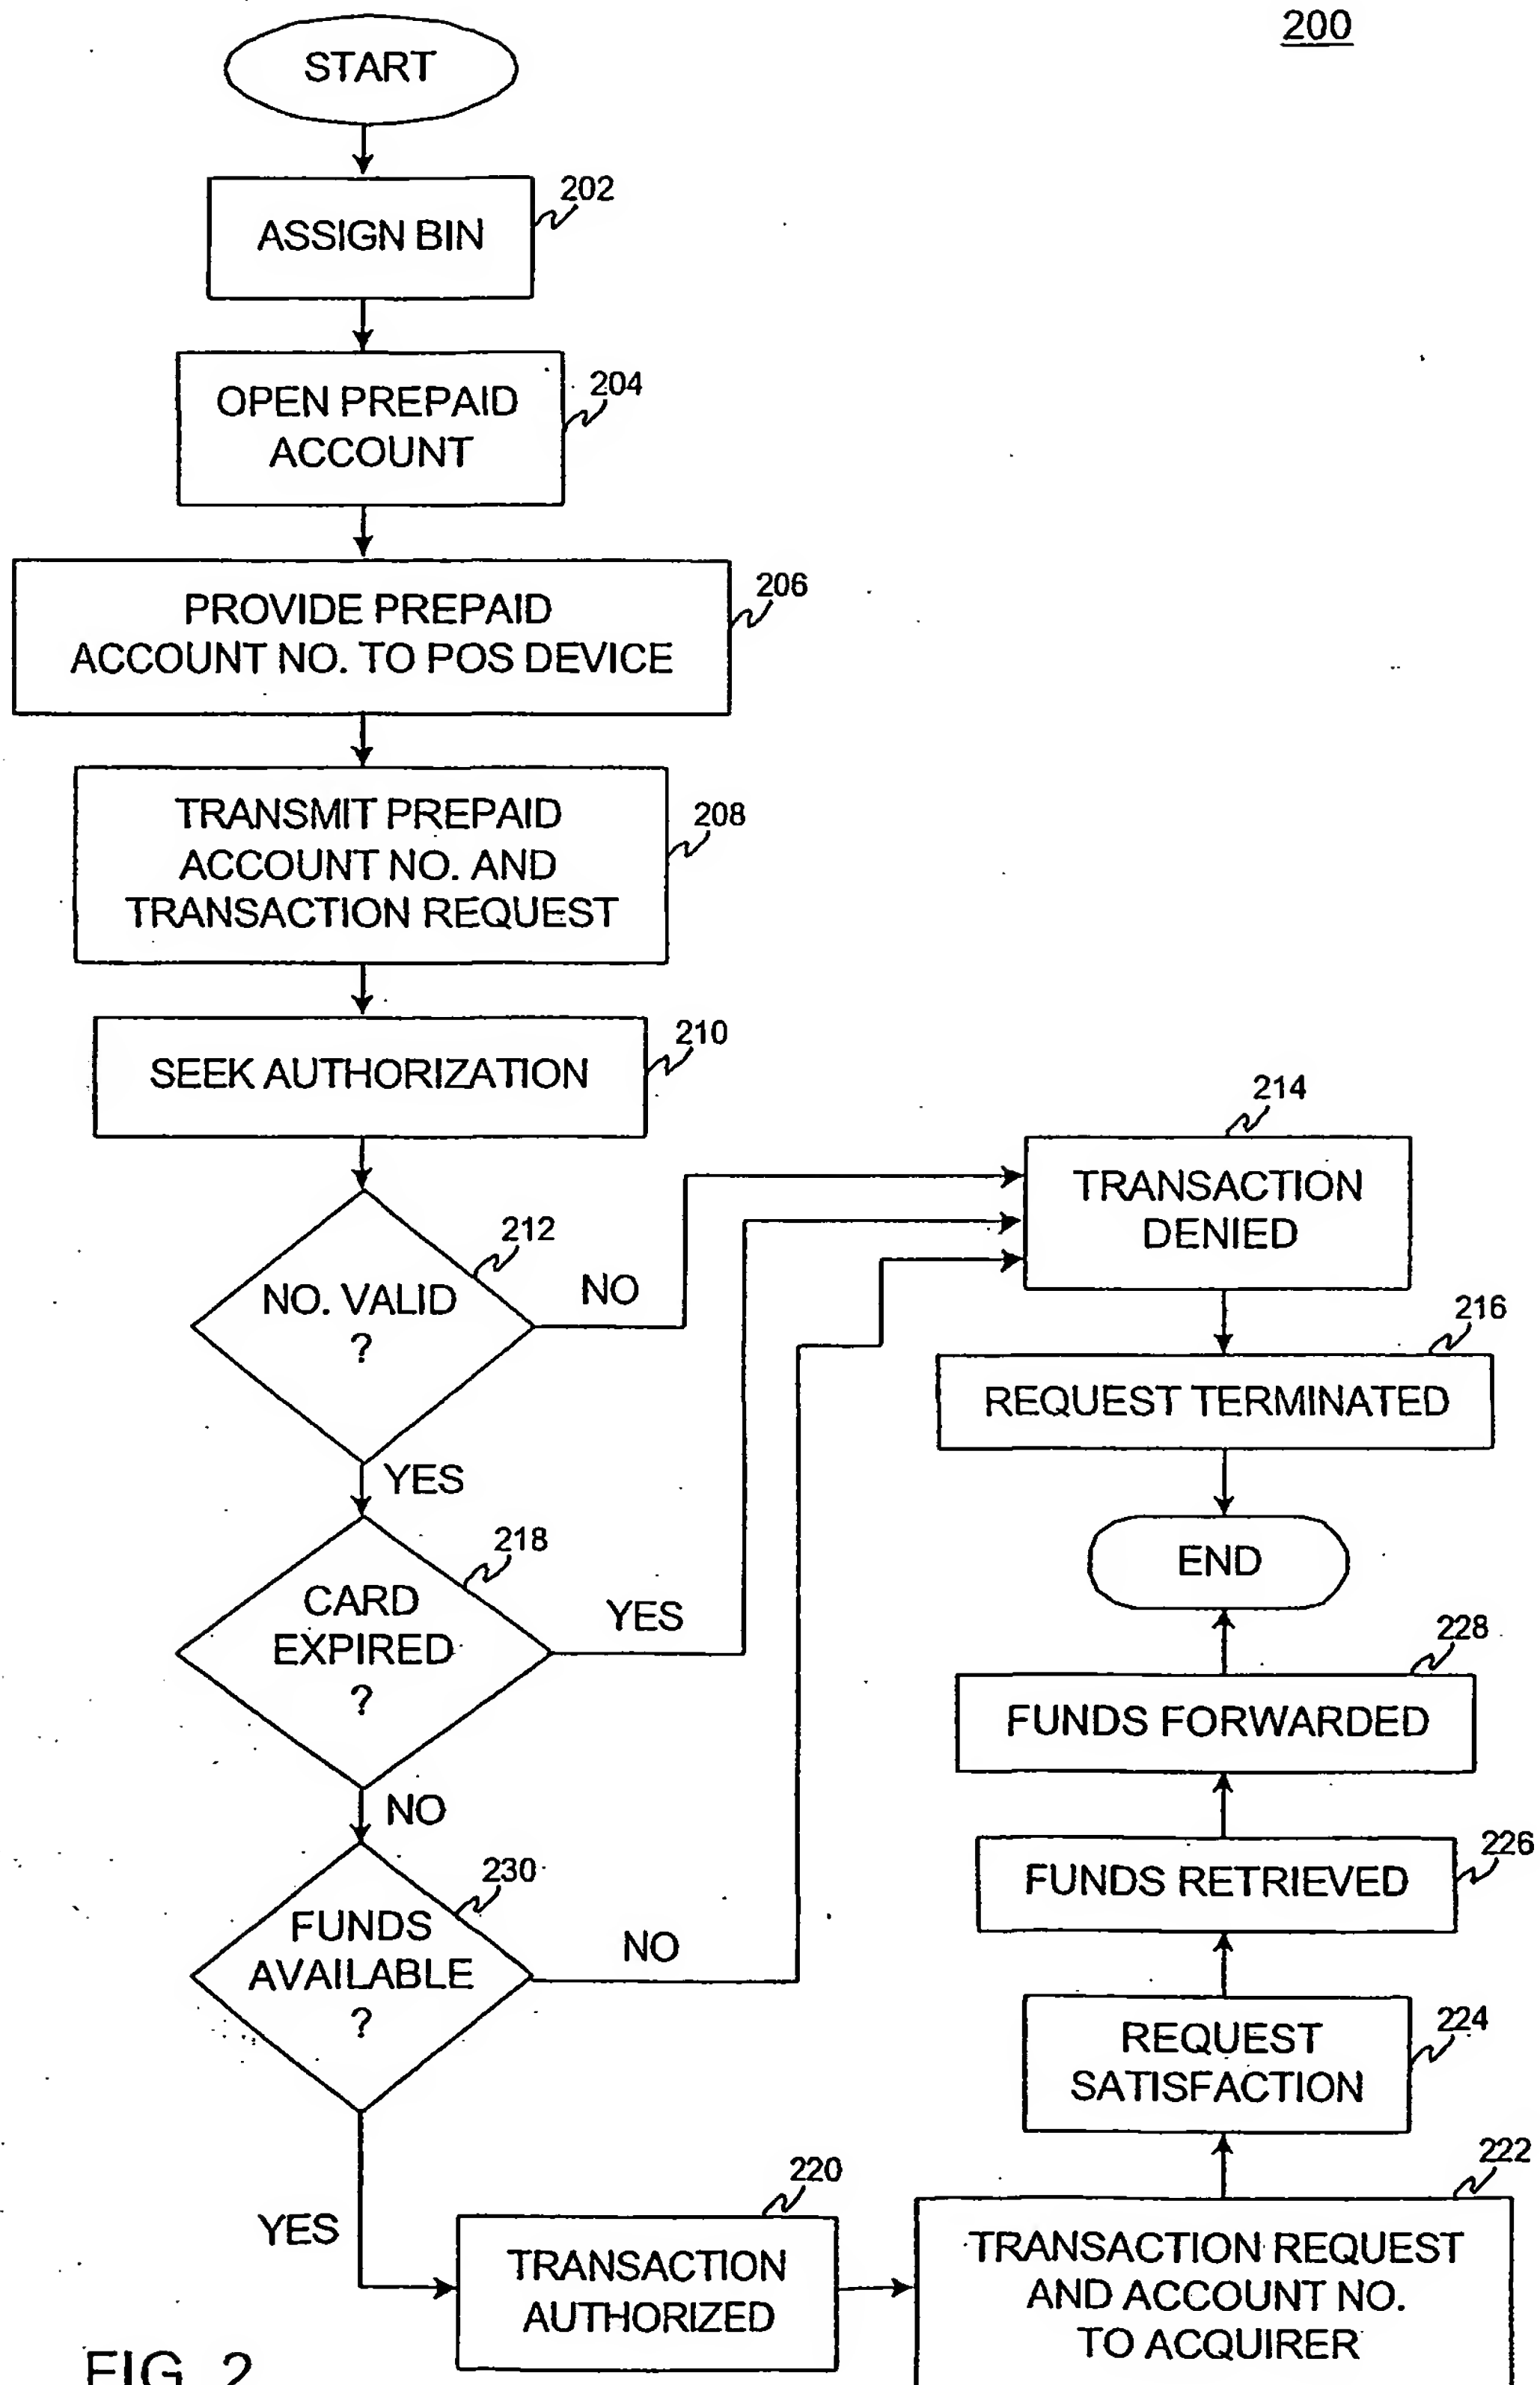 200
START
202
ASSIGN BIN
204
OPEN PREPAID
ACCOUNT
206
PROVIDE PREPAID
ACCOUNT NO. TO POS DEVICE
208
TRANSMIT PREPAID
ACCOUNT NO. AND
TRANSACTION REQUEST
210
SEEK AUTHORIZATION
212
NO. VALID
?
NO
YES
214
TRANSACTION
DENIED
216
REQUEST TERMINATED
END
218
CARD
EXPIRED
?
YES
NO
230
FUNDS
AVAILABLE
?
NO
YES
220
TRANSACTION
AUTHORIZED
222
TRANSACTION REQUEST
AND ACCOUNT NO.
TO ACQUIRER
224
REQUEST
SATISFACTION
226
FUNDS RETRIEVED
228
FUNDS FORWARDED
FIG. 2